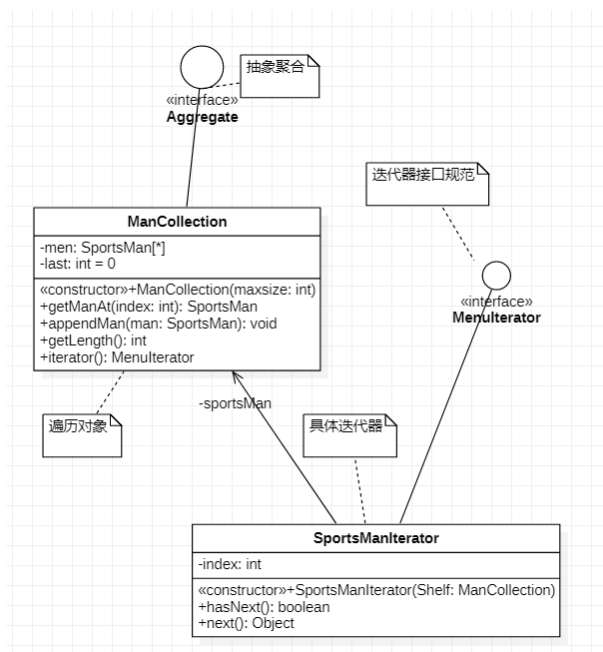 抽象聚合
«interface»
Aggregate
迭代器接口规范
ManCollection
-men: SportsMan[*]
-last: int = 0
«constructor»+ManCollection(maxsize: int)
+getManAt(index: int): SportsMan
+appendMan(man: SportsMan): void
+getLength(): int
+iterator(): MenuIterator
«interface»
MenuIterator
-sportsMan
遍历对象
具体迭代器
SportsManIterator
-index: int
«constructor»+SportsManIterator(Shelf: ManCollection)
+hasNext(): boolean
+next(): Object